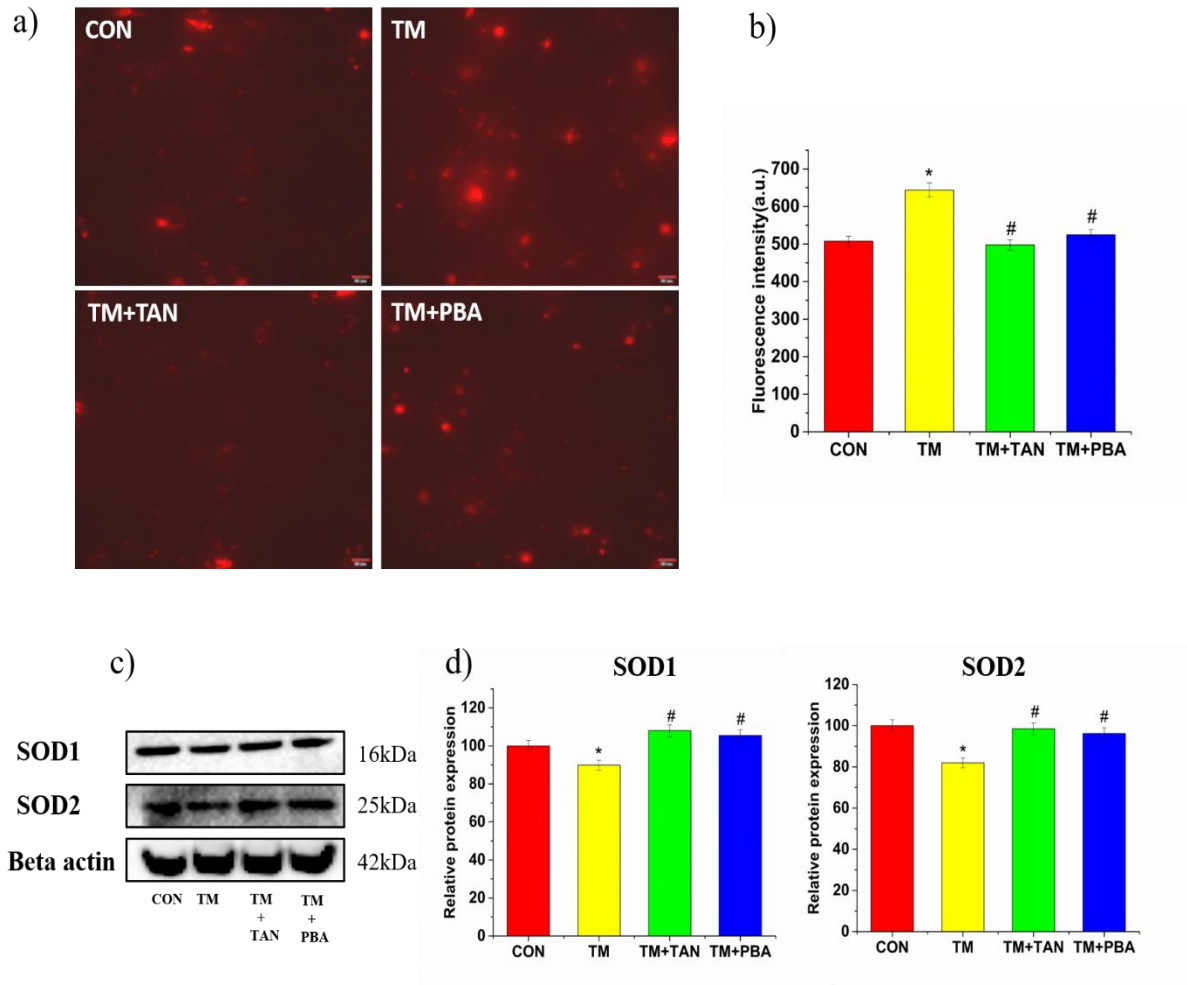 a)
CON
TM
TM+TAN
TM+PBA
b)
Fluorescence intensity(a.u.)
700
600
500
400
300
200
100
0
*
#
#
CON TM TM+TAN TM+PBA
c)
SOD1 16kDa
SOD2 25kDa
Beta actin 42kDa
CON TM TM + TAN TM + PBA
d)
SOD1
Relative protein expression
120
100
80
60
40
20
0
*
#
#
CON TM TM+TAN TM+PBA
SOD2
Relative protein expression
120
100
80
60
40
20
0
*
#
#
CON TM TM+TAN TM+PBA